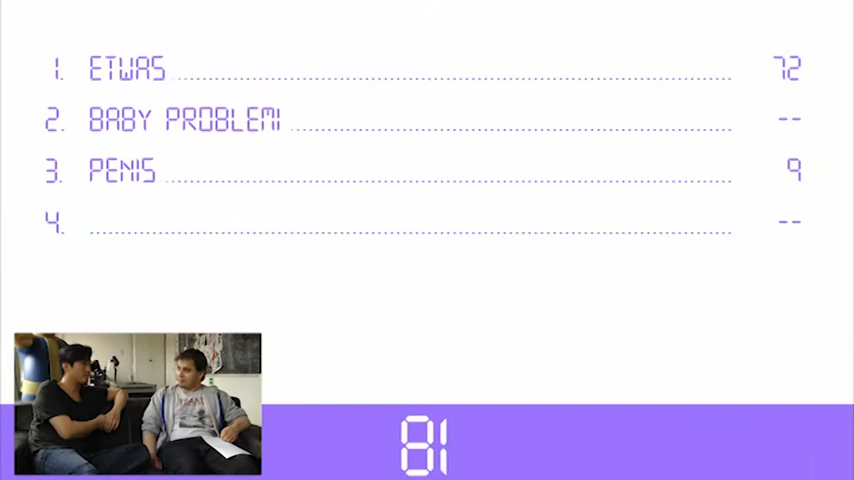 1. ETWAS 72
2. BABY PROBLEM! --
3. PENIS 9
4. --
81